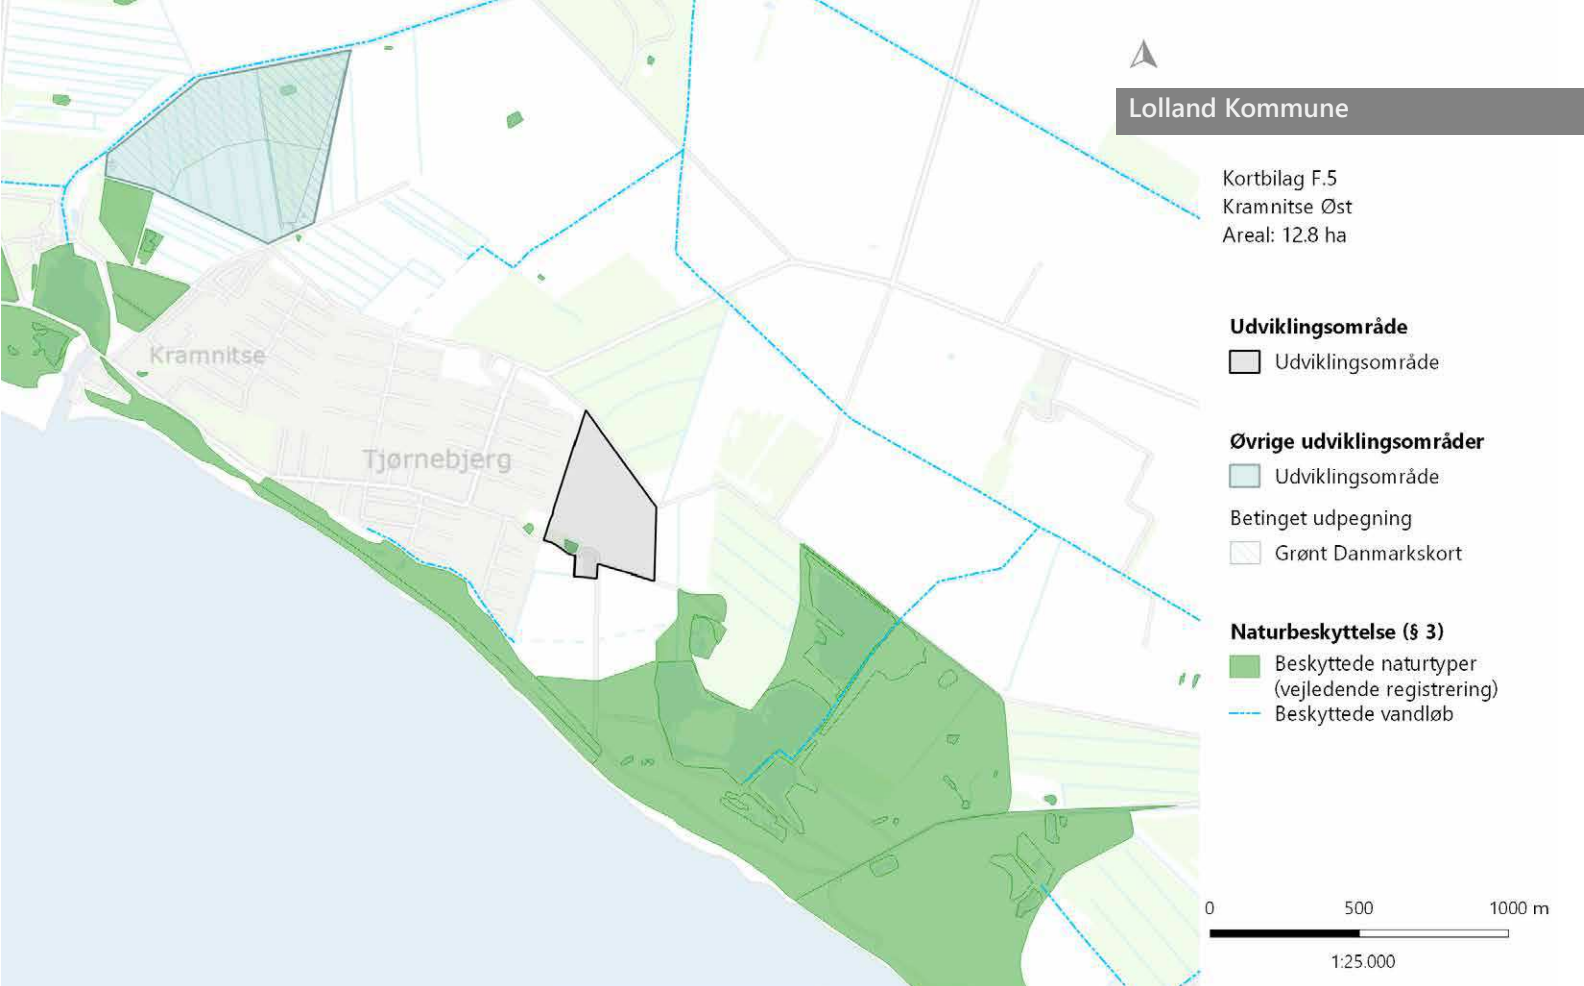 Lolland Kommune
Kortbilag F.5
Kramnitse Øst
Areal: 12.8 ha
Udviklingsområde
Udviklingsområde
Øvrige udviklingsområder
Udviklingsområde
Betinget udpegning
Grønt Danmarkskort
Naturbeskyttelse (§ 3)
Beskyttede naturtyper
(vejledende registrering)
Beskyttede vandløb
0 500 1000 m
1:25.000
Kramnitse
Tjørnebjerg